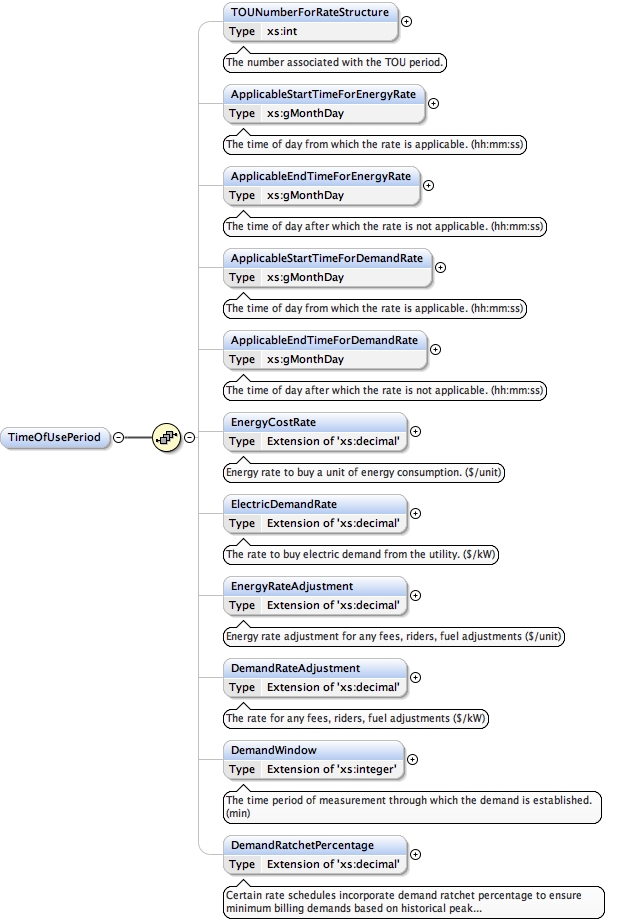 TOUNumberForRateStructure
Type xs:int
The number associated with the TOU period.
ApplicableStartTimeForEnergyRate
Type xs:gMonthDay
The time of day from which the rate is applicable. (hh:mm:ss)
ApplicableEndTimeForEnergyRate
Type xs:gMonthDay
The time of day after which the rate is not applicable. (hh:mm:ss)
ApplicableStartTimeForDemandRate
Type xs:gMonthDay
The time of day from which the rate is applicable. (hh:mm:ss)
ApplicableEndTimeForDemandRate
Type xs:gMonthDay
The time of day after which the rate is not applicable. (hh:mm:ss)
TimeOfUsePeriod
EnergyCostRate
Type Extension of 'xs:decimal'
Energy rate to buy a unit of energy consumption. ($/unit)
ElectricDemandRate
Type Extension of 'xs:decimal'
The rate to buy electric demand from the utility. ($/kW)
EnergyRateAdjustment
Type Extension of 'xs:decimal'
Energy rate adjustment for any fees, riders, fuel adjustments ($/unit)
DemandRateAdjustment
Type Extension of 'xs:decimal'
The rate for any fees, riders, fuel adjustments ($/kW)
DemandWindow
Type Extension of 'xs:integer'
The time period of measurement through which the demand is established.
(min)
DemandRatchetPercentage
Type Extension of 'xs:decimal'
Certain rate schedules incorporate demand ratchet percentage to ensure
minimum billing demands based on historical peak...